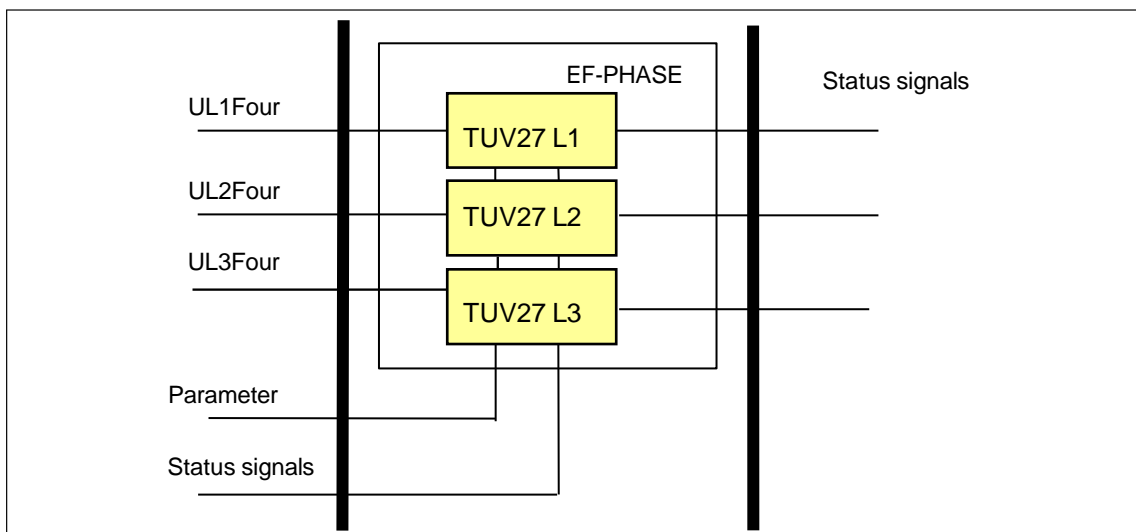 EF-PHASE
Status signals
UL1Four
TUV27 L1
UL2Four
TUV27 L2
UL3Four
TUV27 L3
Parameter
Status signals